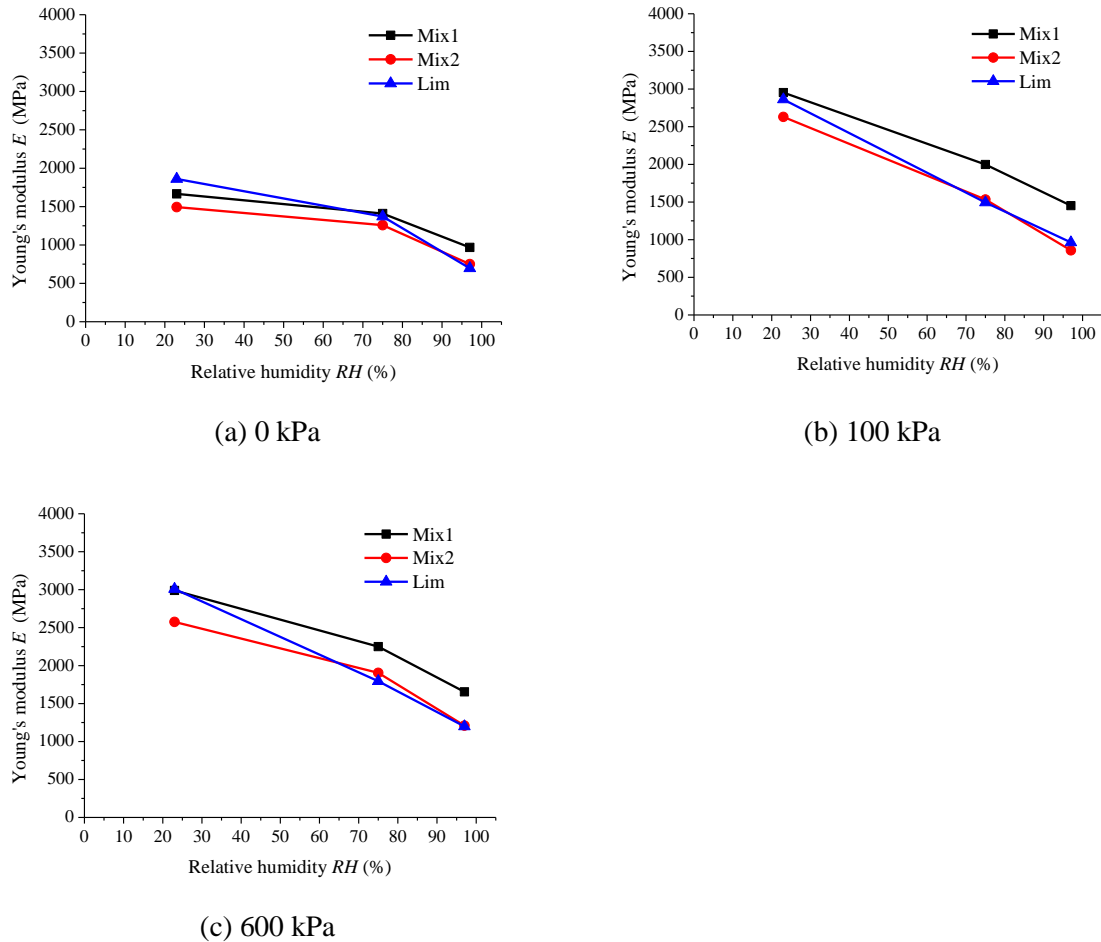 4000
3500
3000
2500
2000
1500
1000
500
0
Young's modulus E (MPa)
Mix1
Mix2
Lim
0 10 20 30 40 50 60 70 80 90 100
Relative humidity RH (%)
(a) 0 kPa
4000
3500
3000
2500
2000
1500
1000
500
0
Young's modulus E (MPa)
Mix1
Mix2
Lim
0 10 20 30 40 50 60 70 80 90 100
Relative humidity RH (%)
(b) 100 kPa
4000
3500
3000
2500
2000
1500
1000
500
0
Young's modulus E (MPa)
Mix1
Mix2
Lim
0 10 20 30 40 50 60 70 80 90 100
Relative humidity RH (%)
(c) 600 kPa